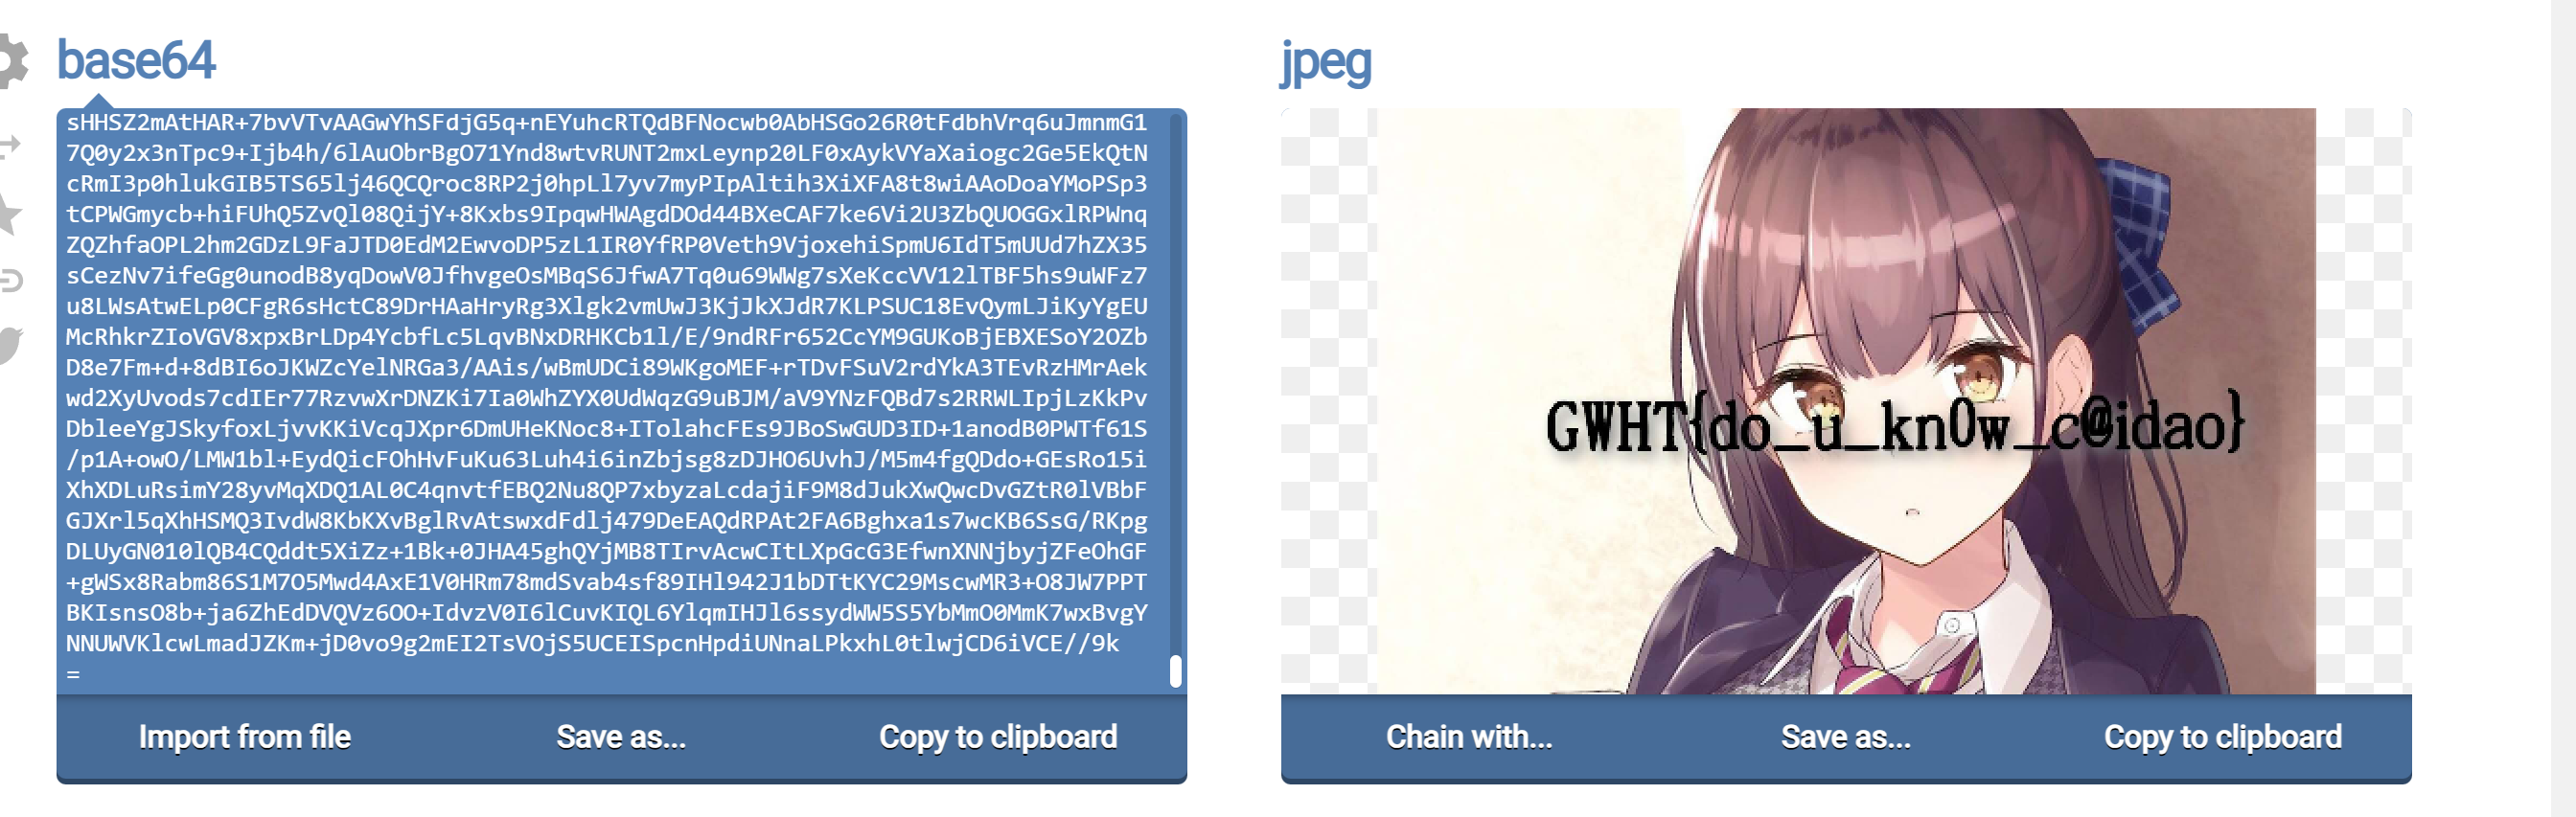 base64
sHHSZ2mAtHAR+7bvVTvAAGwYhSFdjG5q+nEYuhcRTQdBFNocwb0AbHSGo26R0tFdbhVrq6uJmnmG1
7Q0y2x3nTpc9+Ijb4h/6lAuObrBgO71Ynd8wtvRUNT2mxLeynp20LF0xAykVYaXaiogc2Ge5EkQtN
cRmI3p0hlukGIB5TS65lj46QCQroc8RP2j0hpLl7yv7myPIpAltih3XiXFA8t8wiAAoDoaYMoPSp3
tCPWGmycb+hiFUhQ5ZvQl08QijY+8Kxbs9IpqwHWAgdDOd44BXeCAF7ke6Vi2U3ZbQUOGGxlRPWnq
ZQZhfaOPL2hm2GDzL9FaJTD0EdM2EwvoDP5zL1IR0YfRP0Veth9VjoxehiSpmU6IdT5mUUd7hZX35
sCezNv7ifeGg0unodB8yqDowV0JfhvgeOsMBqS6JfwA7Tq0u69WWg7sXeKccVV12lTBF5hs9uWFz7
u8LWsAtwELp0CFgR6sHctC89DrHAaHryRg3Xlgk2vmUwJ3KjJkXJdR7KLPSUC18EvQymLJiKyYgEU
McRhkrZIoVGV8xpxBrLDp4YcbfLc5LqvBNxDRHKCb1l/E/9ndRFr652CcYM9GUKoBjEBXESoY2OZb
D8e7Fm+d+8dBI6oJKWZcYelNRGa3/AAis/wBmUDCi89WKgoMEF+rTDvFSuV2rdYkA3TEvRzHMrAek
wd2XyUvods7cdIEr77RzvwXrDNZKi7Ia0WhZYX0UdWqzG9uBJM/aV9YNzFQBd7s2RRWLIpjLzKkPv
DbleeYgJSkyfoxLjvvKKiVcqJXpr6DmUHeKNoc8+ITolahcFEs9JBoSwGUD3ID+1anodB0PWTf61S
/p1A+owO/LMW1bl+EydQicFOhHvFuKu63Luh4i6inZbjsg8zDJHO6UvhJ/M5m4fgQDdo+GEsRo15i
XhXDLuRsimY28yvMqXDQ1AL0C4qnvtfEBQ2Nu8QP7xbyzaLcdajiF9M8dJukXwQwcDvGZtR0lVBbF
GJXrl5qXhHSMQ3IvdW8KbKXvBglRvAtswxdFdlj479DeEAQdRPAt2FA6Bghxa1s7wcKB6SsG/RKpg
DLUyGN010lQB4CQddt5XiZz+1Bk+0JHA45ghQYjMB8TIrvAcwCItLXpGcG3EfwnXNNjbyjZFeOhGF
+gWSx8Rabm86S1M7O5Mwd4AxE1V0HRm78mdSvab4sf89IHl942J1bDTtKYC29MscwMR3+O8JW7PPT
BKIsnsO8b+ja6ZhEdDVQVz6OO+IdvzV0I6lCuvKIQL6YlqmIHJl6ssydWW5S5YbMmO0MmK7wxBvgY
NNUWVKlcwLmadJZKm+jD0vo9g2mEI2TsVOjS5UCEISpcnHpdiUNnaLPkxhL0tlwjCD6iVCE//9k
=
Import from file Save as... Copy to clipboard
jpeg
GWHT{do_u_kn0w_c@idao}
Chain with... Save as... Copy to clipboard